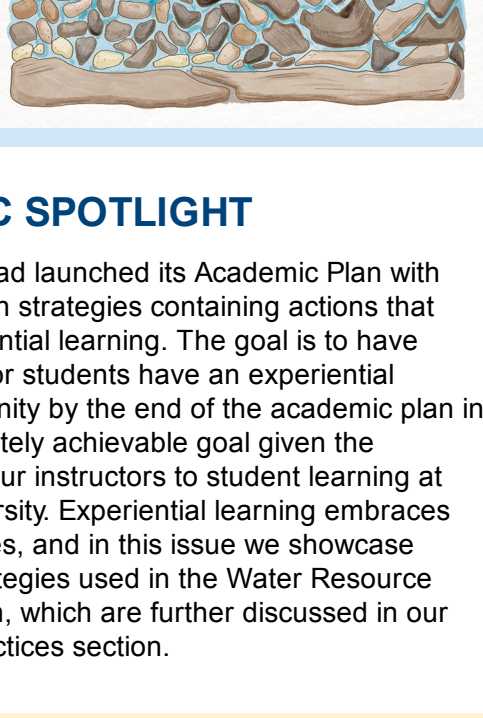 C SPOTLIGHT
ad launched its Academic Plan with
n strategies containing actions that
ential learning. The goal is to have
or students have an experiential
nity by the end of the academic plan in
tely achievable goal given the
ur instructors to student learning at
rsity. Experiential learning embraces
es, and in this issue we showcase
tegies used in the Water Resource
n, which are further discussed in our
ctices section.